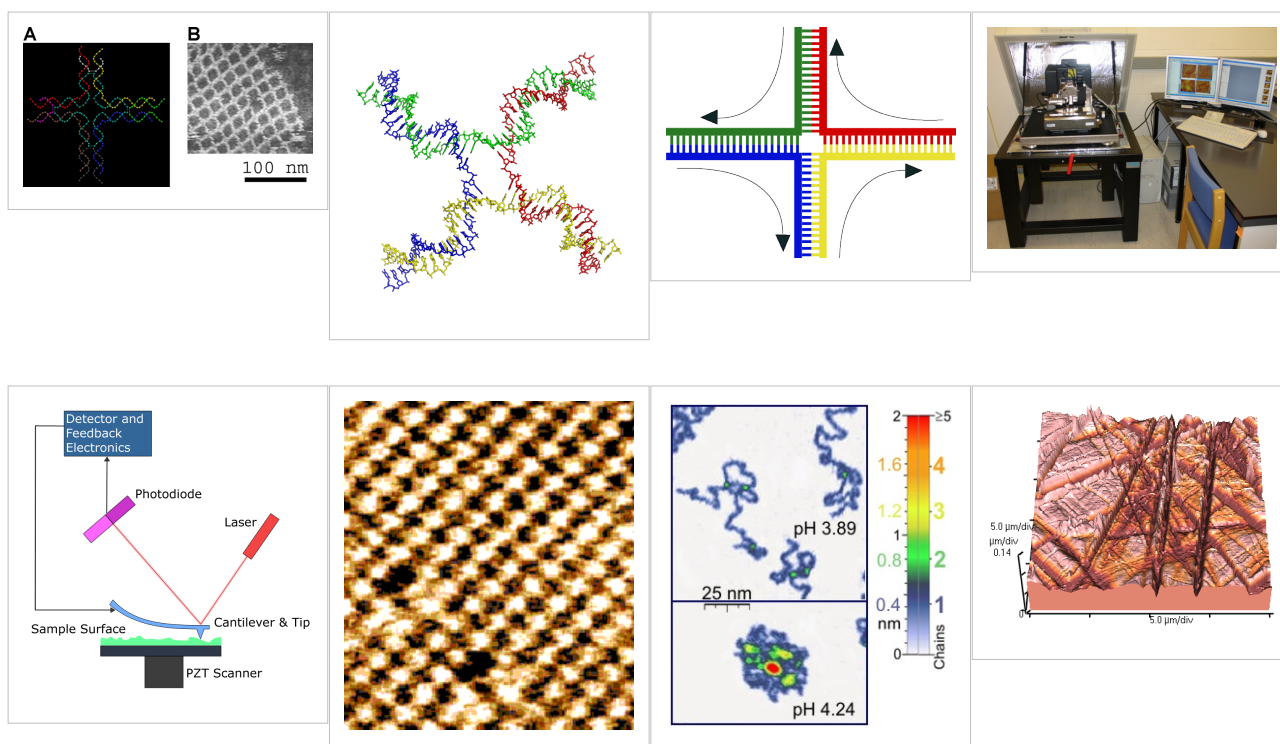 A
B
100 nm
Detector and
Feedback
Electronics
Photodiode
Laser
Cantilever & Tip
Sample Surface
PZT Scanner
pH 3.89
25 nm
pH 4.24
2 ≥5
1.6 4
1.2 3
1
0.8 2
0.4 1
nm
0
Chains
5.0 µm/div
µm/div
0.14
0
5.0 µm/div